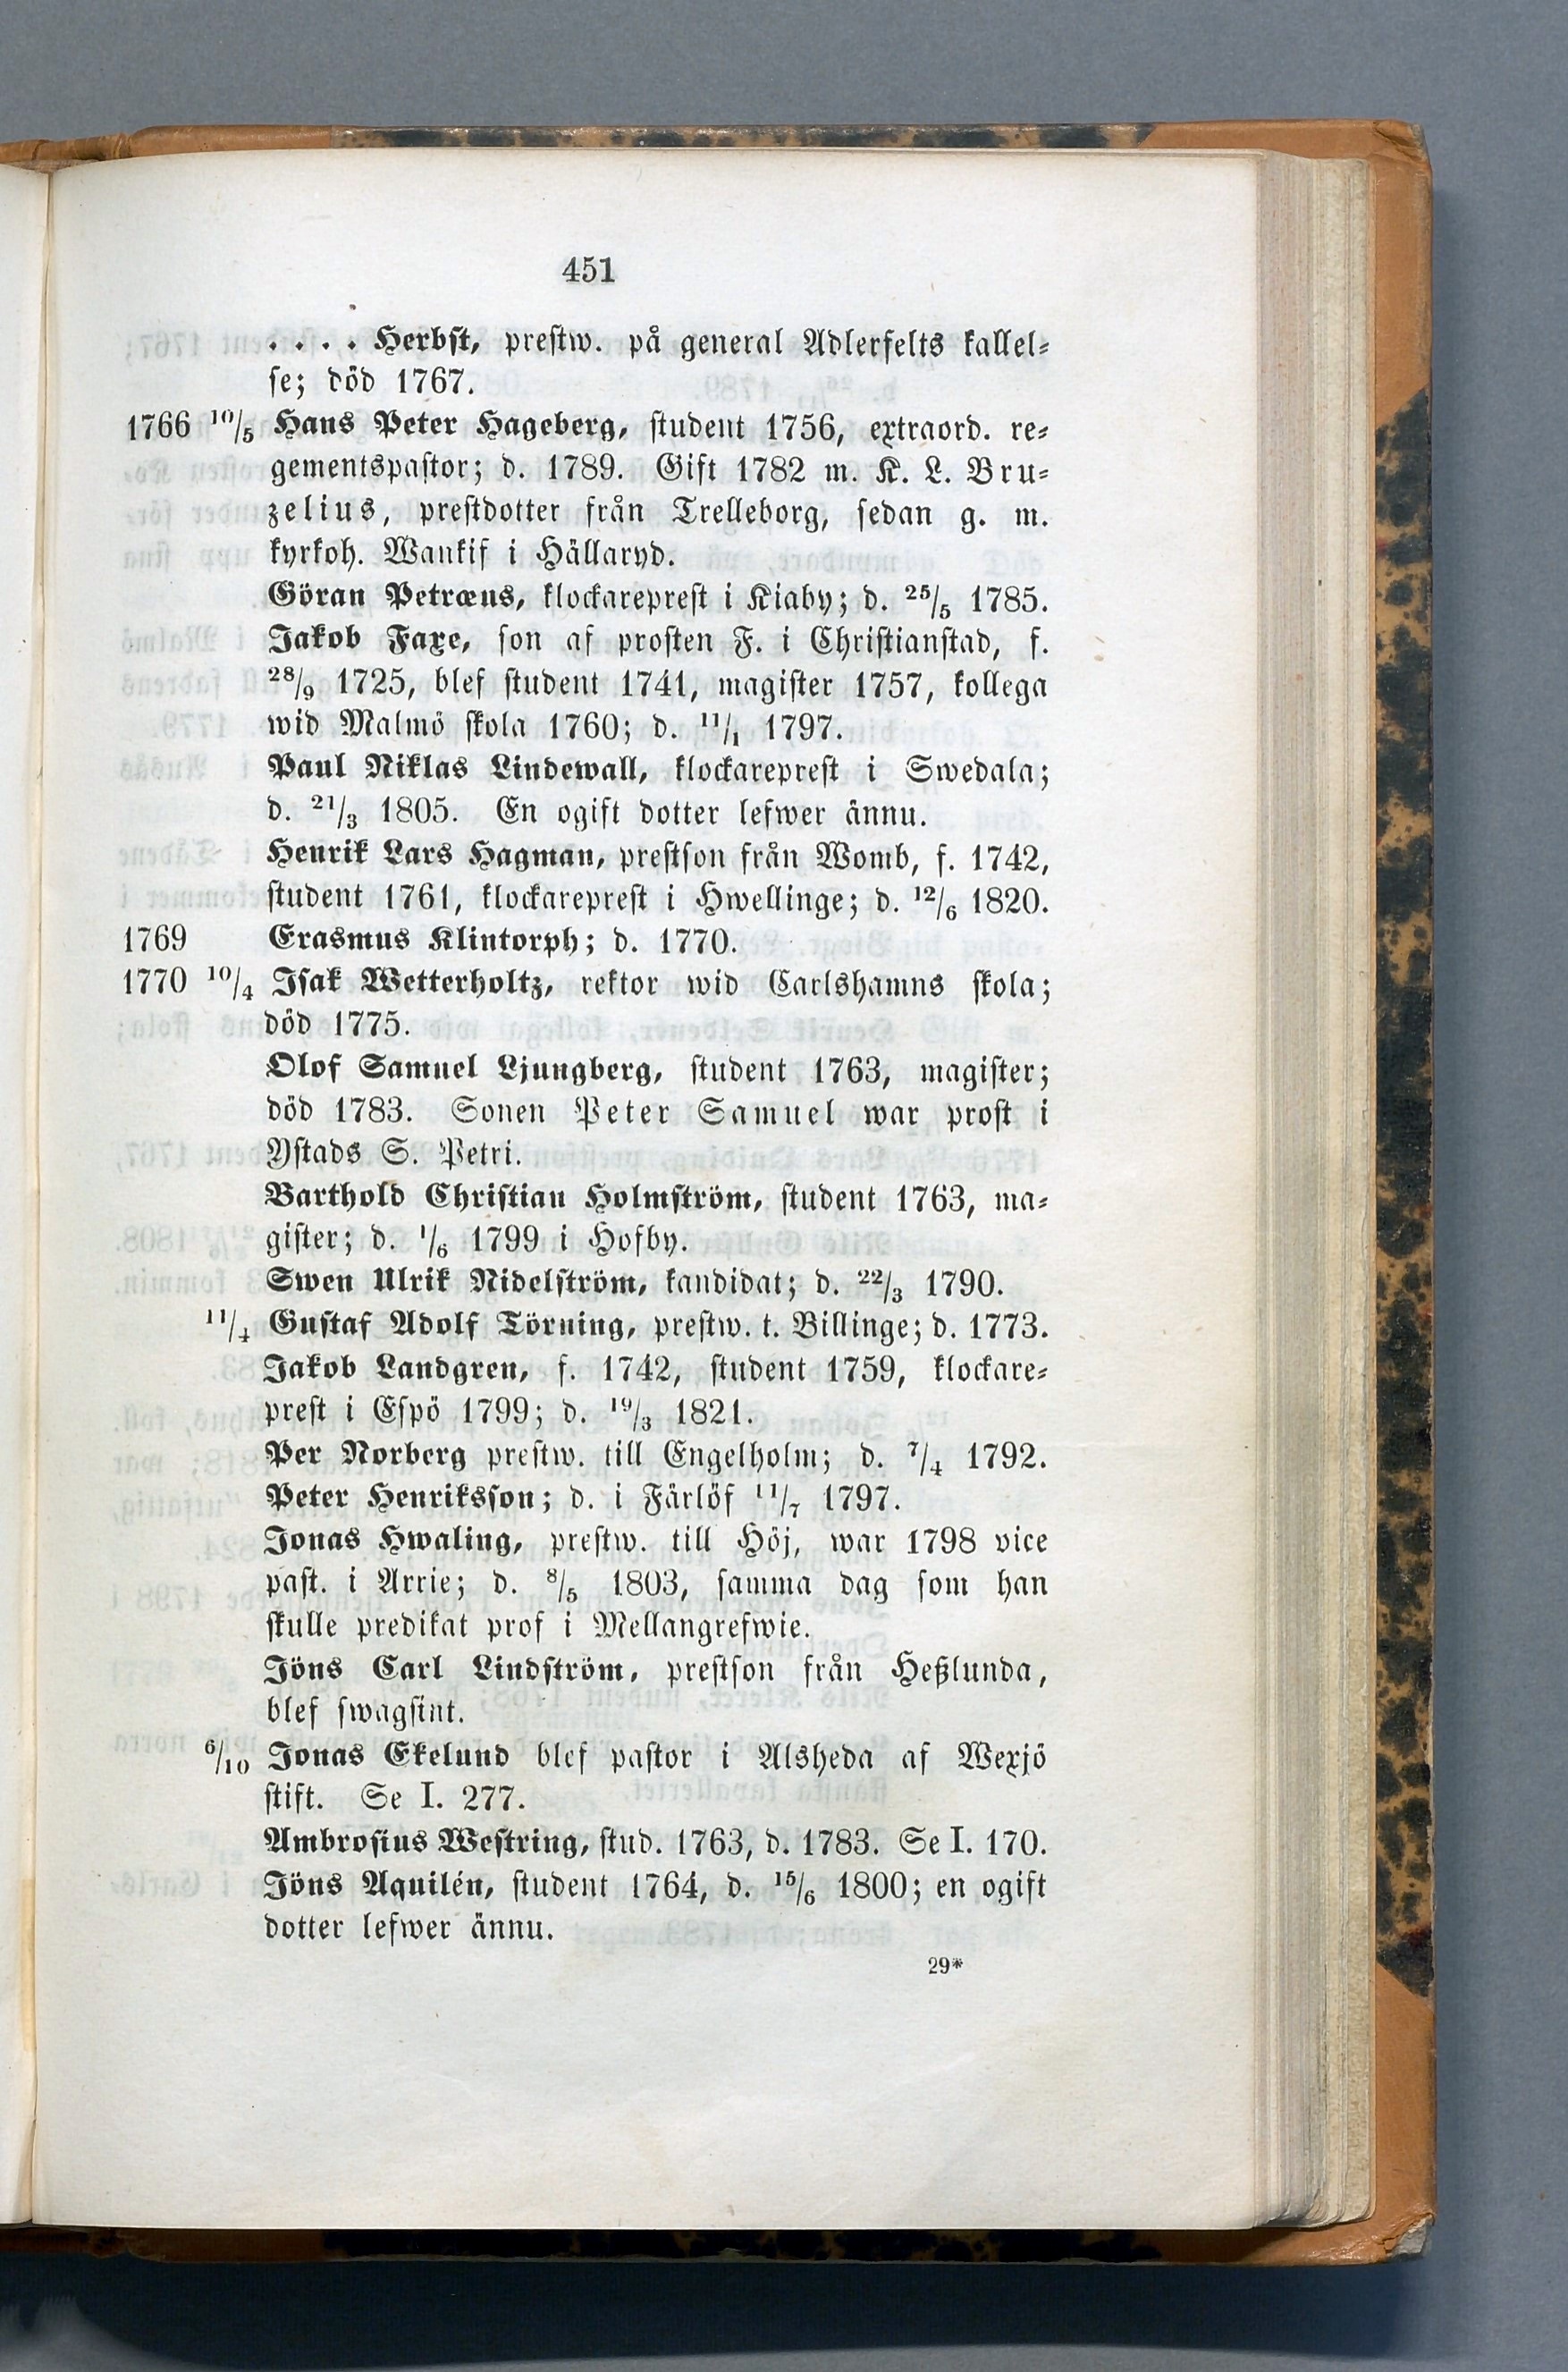 451
. . . . Herbst, prestw. på general Adlerfelts kallel-
se; död 1767.
1766 10/5 Hans Peter Hageberg, student 1756, extraord. re-
gementspastor; d. 1789. Gift 1782 m. K. L. Bru-
zelius, prestdotter från Trelleborg, sedan g. m.
kyrkoh. Wankif i Hällaryd.
Göran Petræus, klockareprest i Kiaby; d. 25/5 1785.
Jakob Faxe, son af prosten F. i Christianstad, f.
28/9 1725, blef student 1741, magister 1757, kollega
wid Malmö skola 1760; d. 11/1 1797.
Paul Niklas Lindewall, klockareprest i Swedala;
d. 21/3 1805. En ogift dotter lefwer ännu.
Henrik Lars Hagman, prestson från Womb, f. 1742,
student 1761, klockareprest i Hwellinge; d. 12/6 1820.
1769 Erasmus Klintorph; d. 1770.
1770 10/4 Isak Wetterholtz, rektor wid Carlshamns skola;
död 1775.
Olof Samuel Ljungberg, student 1763, magister;
död 1783. Sonen Peter Samuel war prost i
Ystads S. Petri.
Barthold Christian Holmström, student 1763, ma-
gister; d. 1/6 1799 i Hofby.
Swen Ulrik Nidelström, kandidat; d. 22/3 1790.
11/4 Gustaf Adolf Törning, prestw. t. Billinge; d. 1773.
Jakob Landgren, f. 1742, student 1759, klockare-
prest i Espö 1799; d. 19/3 1821.
Per Norberg prestw. till Engelholm; d. 7/4 1792.
Peter Henriksson; d. i Färlöf 11/7 1797.
Jonas Hwaling, prestw. till Höj, war 1798 vice
past. i Arrie; d. 8/5 1803, samma dag som han
skulle predikat prof i Mellangrefwie.
Jöns Carl Lindström, prestson från Heßlunda,
blef swagsint.
6/10 Jonas Ekelund blef pastor i Alsheda af Wexjö
stift. Se I. 277.
Ambrosius Westring, stud. 1763, d. 1783. Se I. 170.
Jöns Aquilén, student 1764, d. 15/6 1800; en ogift
dotter lefwer ännu.
29*